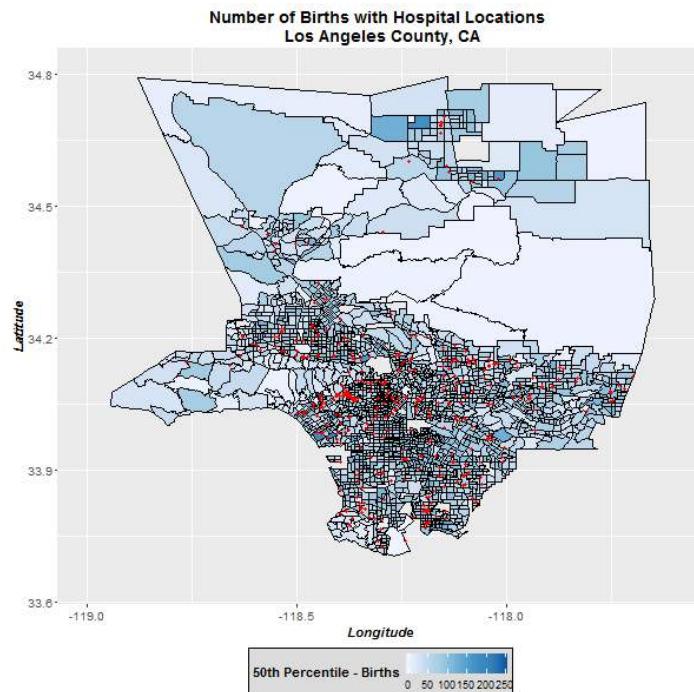 Number of Births with Hospital Locations
Los Angeles County, CA
34.8
34.5
34.2
33.9
33.6
Latitude
-119.0 -118.5 -118.0
Longitude
50th Percentile - Births
0 50 100 150 200 250